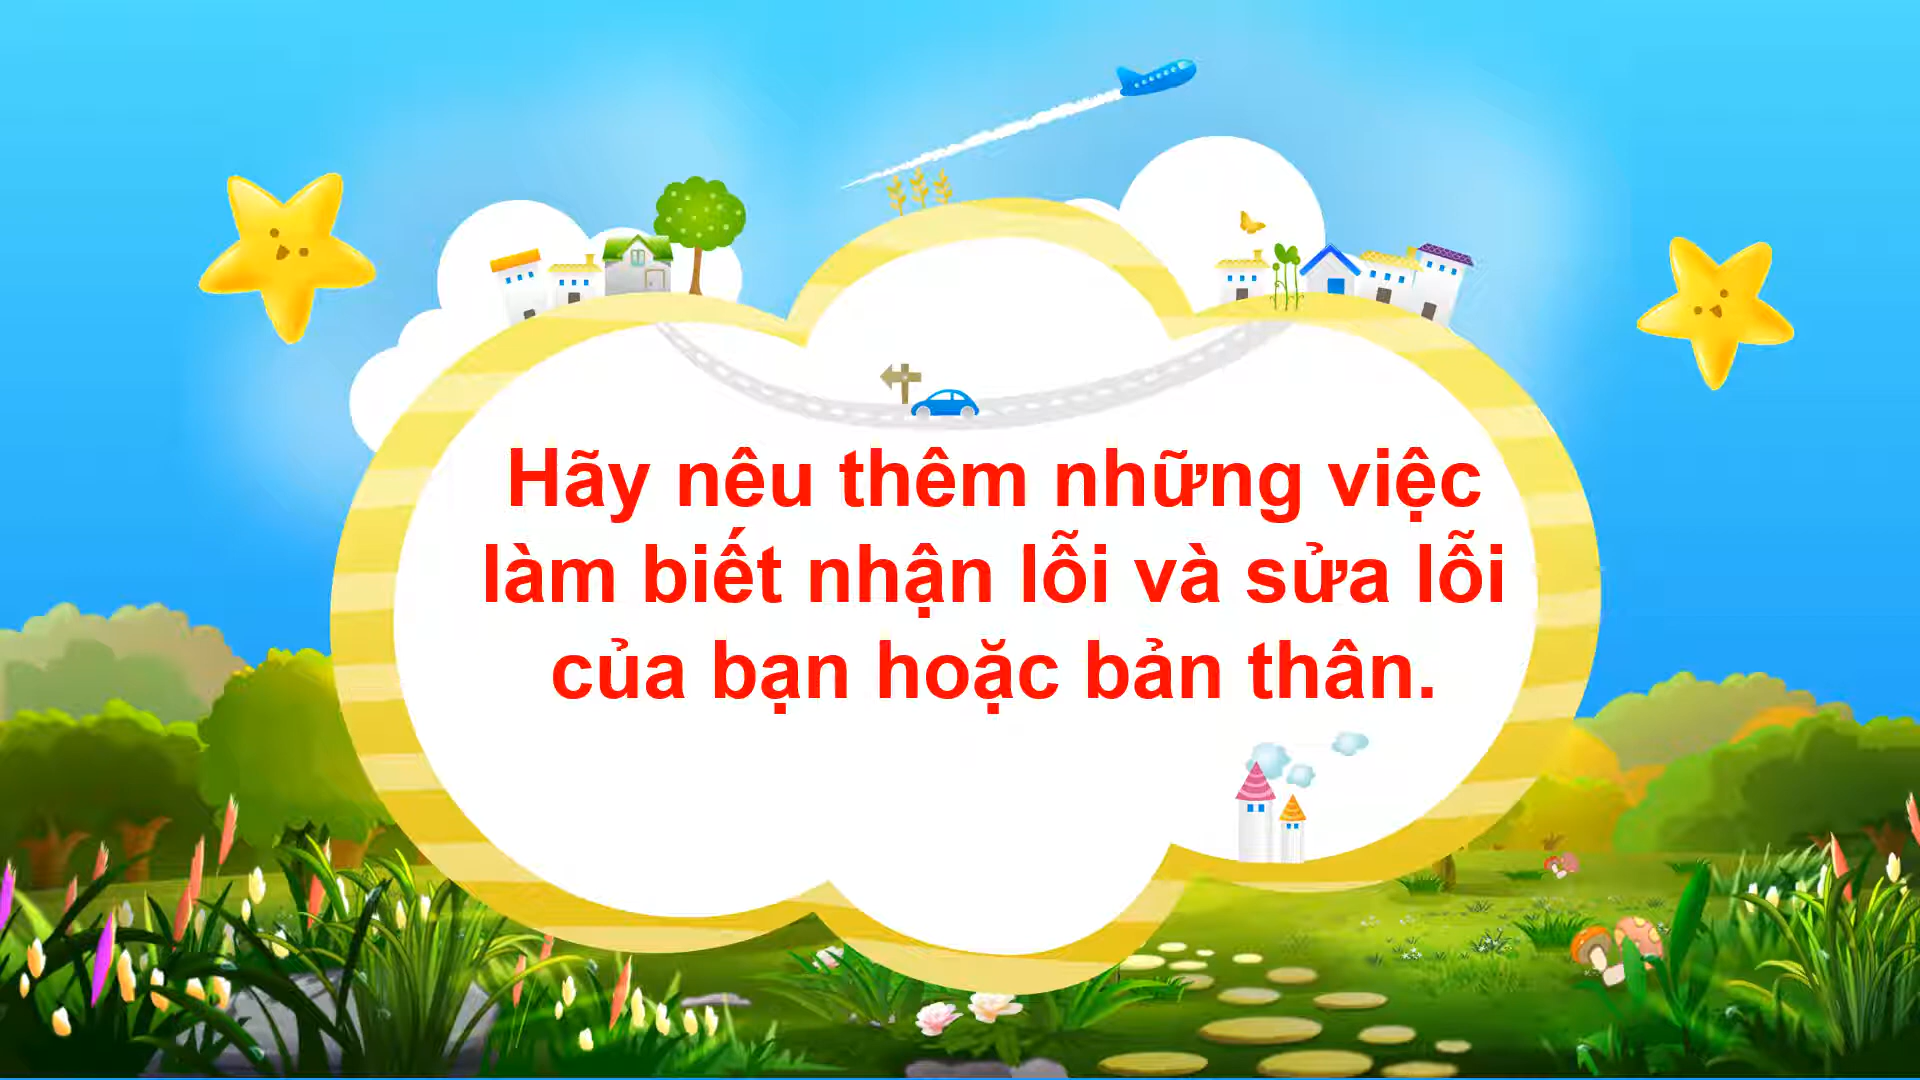 Hãy nêu thêm những việc
làm biết nhận lỗi và sửa lỗi
của bạn hoặc bản thân.